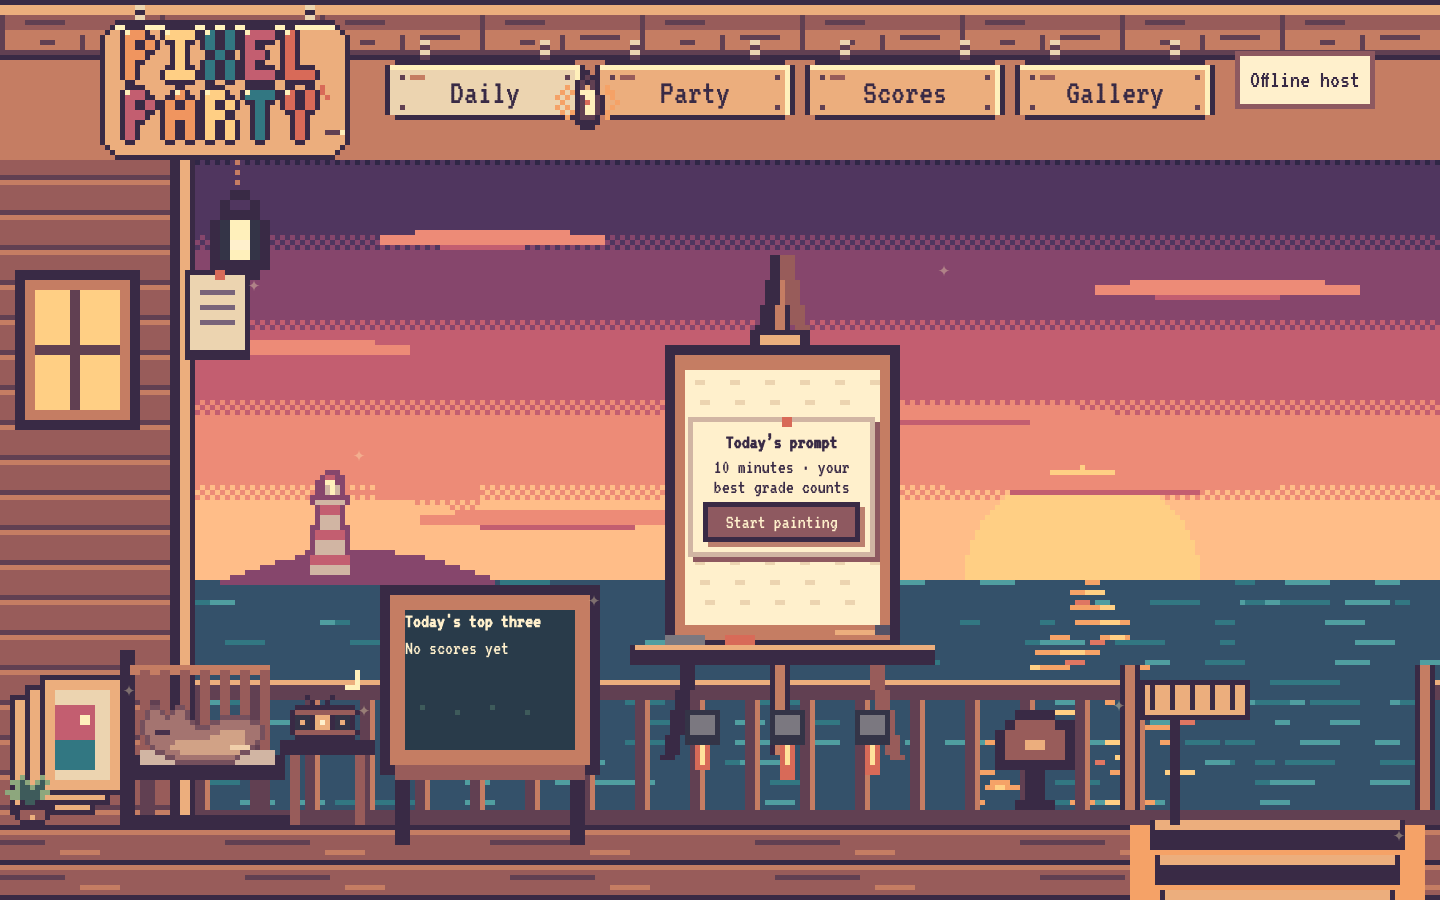 PIXEL
PARTY
Daily
Party
Scores
Gallery
Offline host
Today's prompt
10 minutes · your
best grade counts
Start painting
Today's top three
No scores yet